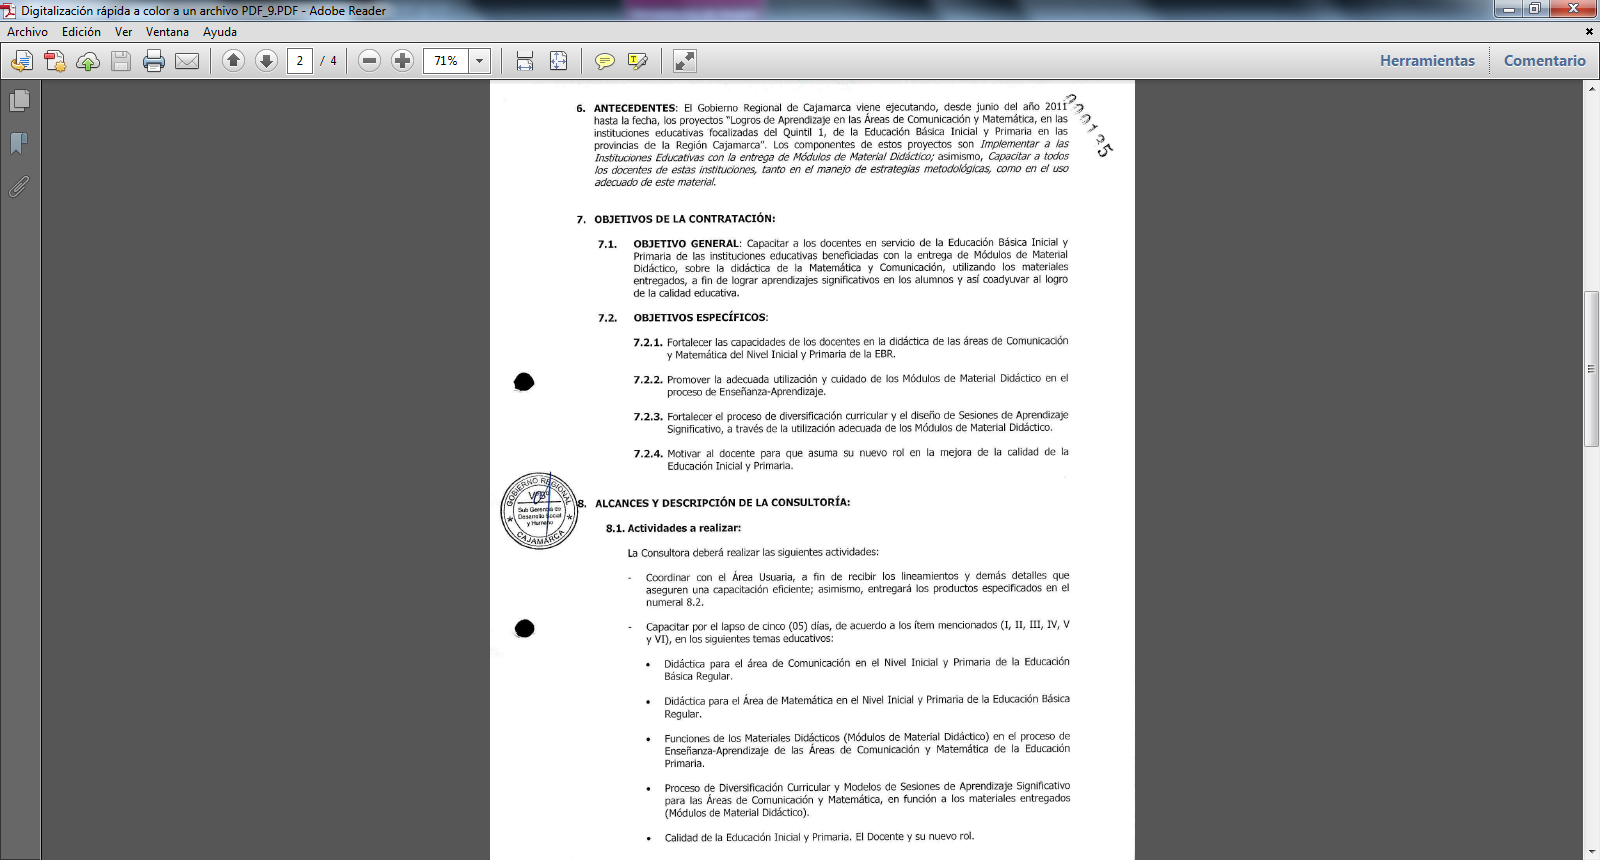 Digitalización rápida a color a un archivo PDF_9.PDF - Adobe Reader
Archivo Edición Ver Ventana Ayuda
2 / 4 71% Herramientas Comentario
000125
6. ANTECEDENTES: El Gobierno Regional de Cajamarca viene ejecutando, desde junio del año 2011
hasta la fecha, los proyectos "Logros de Aprendizaje en las Áreas de Comunicación y Matemática, en las
instituciones educativas focalizadas del Quintil 1, de la Educación Básica Inicial y Primaria en las
provincias de la Región Cajamarca". Los componentes de estos proyectos son Implementar a las
Instituciones Educativas con la entrega de Módulos de Material Didáctico; asimismo, Capacitar a todos
los docentes de estas instituciones, tanto en el manejo de estrategias metodológicas, como en el uso
adecuado de este material.
7. OBJETIVOS DE LA CONTRATACIÓN:
7.1. OBJETIVO GENERAL: Capacitar a los docentes en servicio de la Educación Básica Inicial y
Primaria de las instituciones educativas beneficiadas con la entrega de Módulos de Material
Didáctico, sobre la didáctica de la Matemática y Comunicación, utilizando los materiales
entregados, a fin de lograr aprendizajes significativos en los alumnos y así coadyuvar al logro
de la calidad educativa.
7.2. OBJETIVOS ESPECÍFICOS:
7.2.1. Fortalecer las capacidades de los docentes en la didáctica de las áreas de Comunicación
y Matemática del Nivel Inicial y Primaria de la EBR.
7.2.2. Promover la adecuada utilización y cuidado de los Módulos de Material Didáctico en el
proceso de Enseñanza-Aprendizaje.
7.2.3. Fortalecer el proceso de diversificación curricular y el diseño de Sesiones de Aprendizaje
Significativo, a través de la utilización adecuada de los Módulos de Material Didáctico.
7.2.4. Motivar al docente para que asuma su nuevo rol en la mejora de la calidad de la
Educación Inicial y Primaria.
GOBIERNO REGIONAL
Sub Gerencia de
Desarrollo Social
y Humano
CAJAMARCA
8. ALCANCES Y DESCRIPCIÓN DE LA CONSULTORÍA:
8.1. Actividades a realizar:
La Consultora deberá realizar las siguientes actividades:
- Coordinar con el Área Usuaria, a fin de recibir los lineamientos y demás detalles que
aseguren una capacitación eficiente; asimismo, entregará los productos especificados en el
numeral 8.2.
- Capacitar por el lapso de cinco (05) días, de acuerdo a los ítem mencionados (I, II, III, IV, V
y VI), en los siguientes temas educativos:
• Didáctica para el área de Comunicación en el Nivel Inicial y Primaria de la Educación
Básica Regular.
• Didáctica para el Área de Matemática en el Nivel Inicial y Primaria de la Educación Básica
Regular.
• Funciones de los Materiales Didácticos (Módulos de Material Didáctico) en el proceso de
Enseñanza-Aprendizaje de las Áreas de Comunicación y Matemática de la Educación
Primaria.
• Proceso de Diversificación Curricular y Modelos de Sesiones de Aprendizaje Significativo
para las Áreas de Comunicación y Matemática, en función a los materiales entregados
(Módulos de Material Didáctico).
• Calidad de la Educación Inicial y Primaria. El Docente y su nuevo rol.